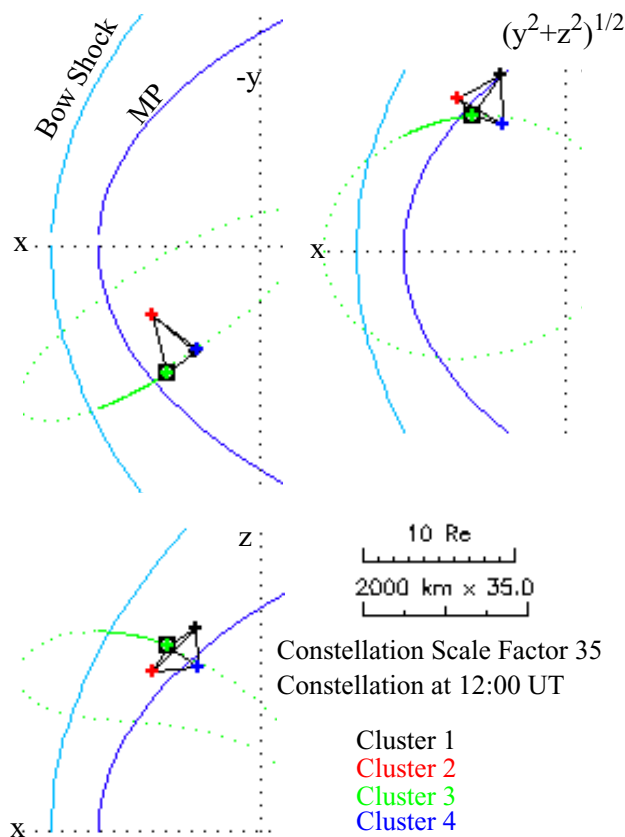 (y²+z²)¹/²
-y
Bow Shock
MP
x
x
z
10 Re
2000 km x 35.0
Constellation Scale Factor 35
Constellation at 12:00 UT
Cluster 1
Cluster 2
Cluster 3
Cluster 4
x